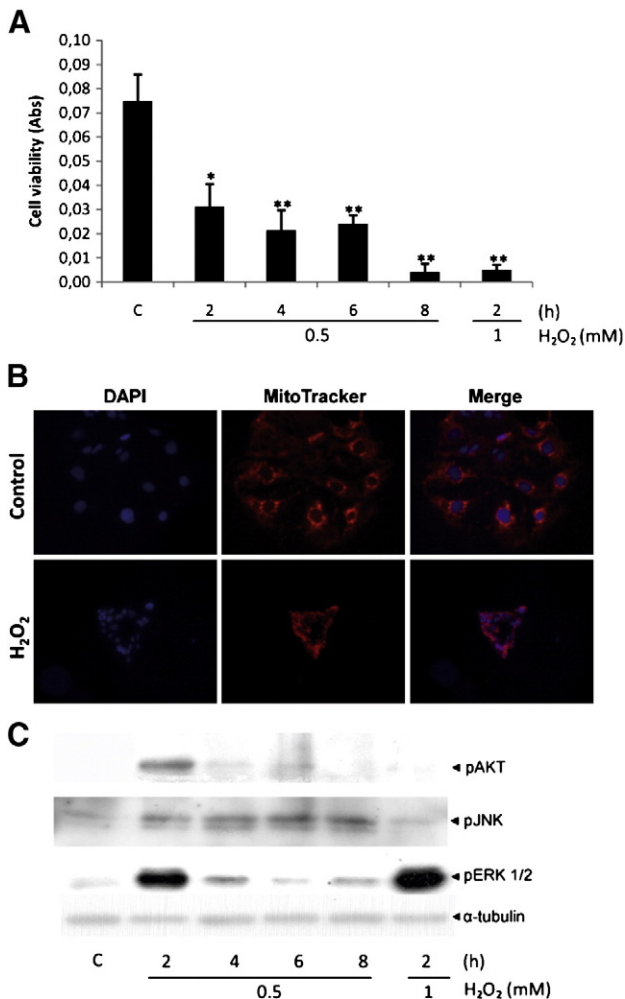 A
Cell viability (Abs)
0,10
0,09
0,08
0,07
0,06
0,05
0,04
0,03
0,02
0,01
0,00
*
**
**
**
**
C 2 4 6 8 2 (h)
0.5 1 H₂O₂ (mM)
B
DAPI MitoTracker Merge
Control
H₂O₂
C
pAKT
pJNK
pERK 1/2
α-tubulin
C 2 4 6 8 2 (h)
0.5 1 H₂O₂ (mM)